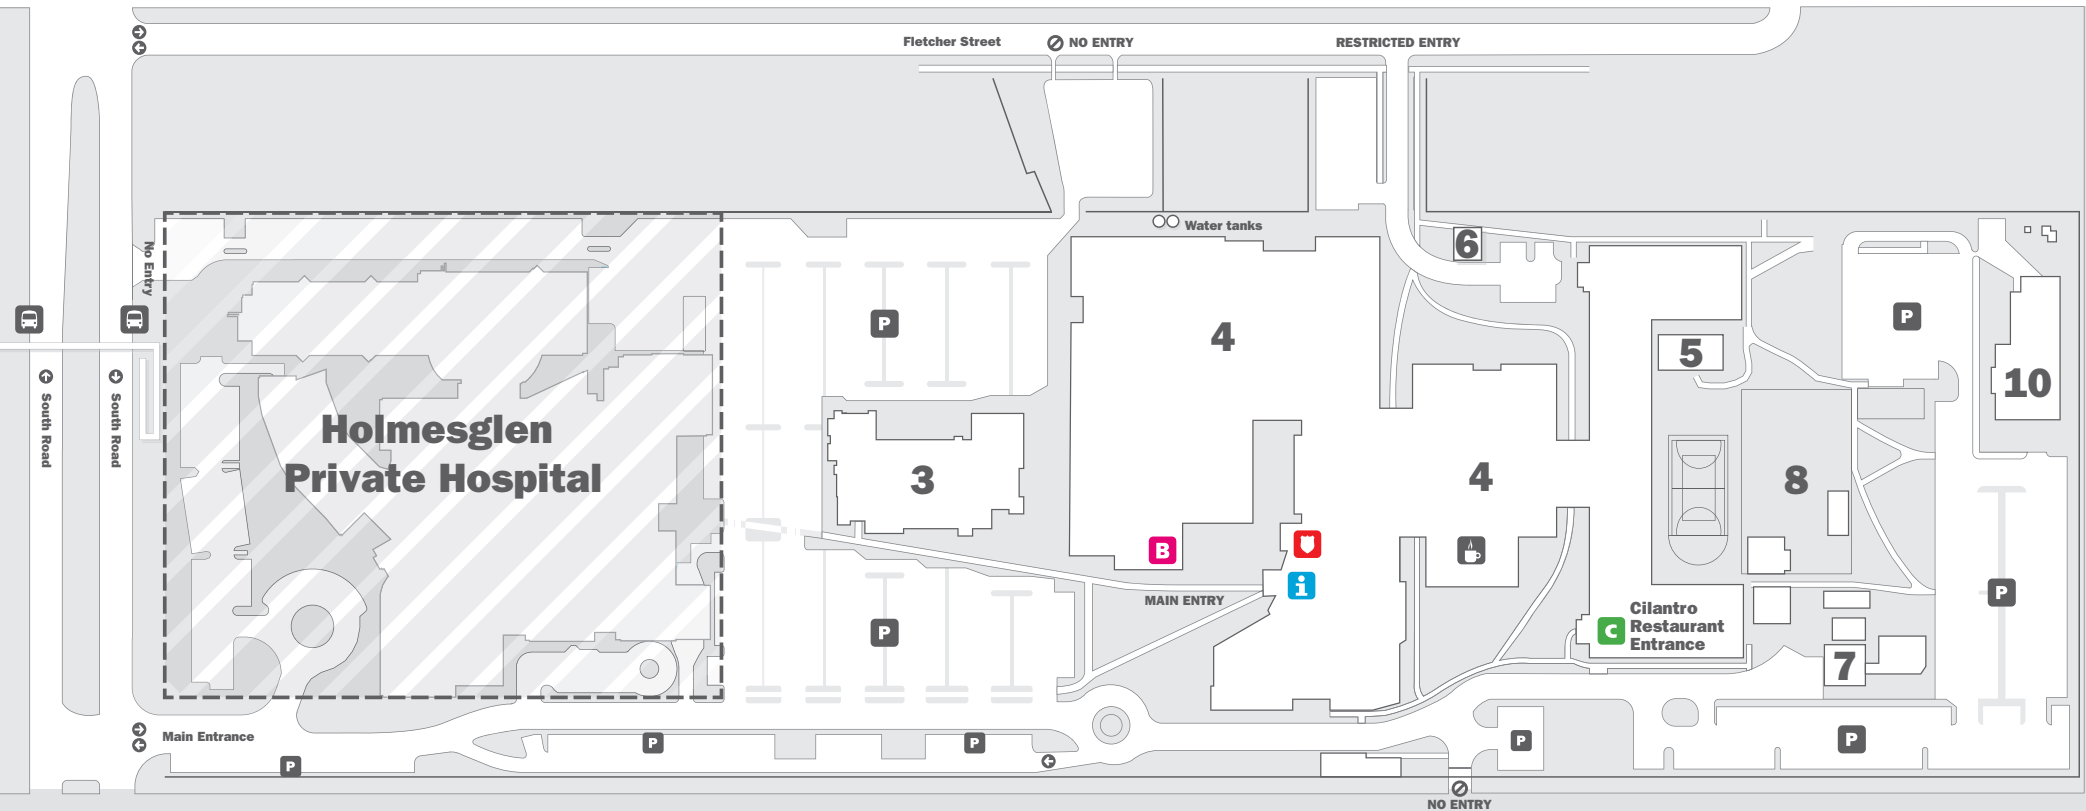 Fletcher Street
NO ENTRY
RESTRICTED ENTRY
Water tanks
No Entry
6
P
4
P
5
10
South Road
South Road
Holmesglen
Private Hospital
3
4
8
B
i
MAIN ENTRY
P
P
C
Cilantro
Restaurant
Entrance
7
Main Entrance
P
P
P
P
P
NO ENTRY